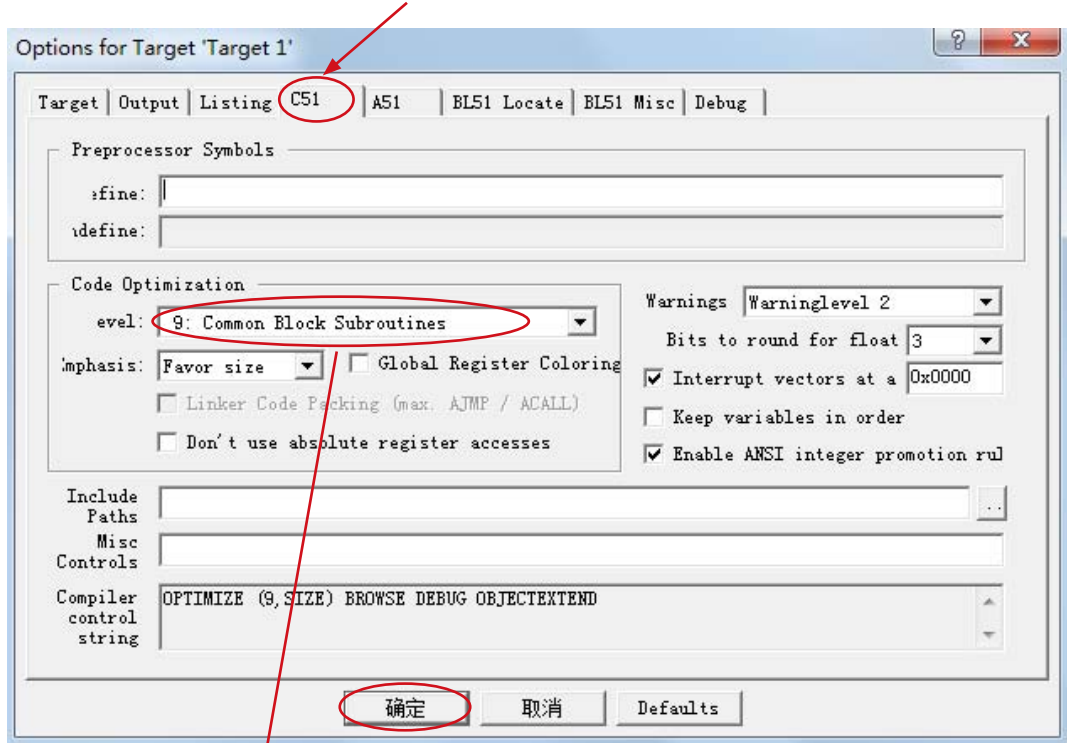 Options for Target 'Target 1'
Target Output Listing C51 A51 BL51 Locate BL51 Misc Debug
Preprocessor Symbols
efine:
define:
Code Optimization
evel: 9: Common Block Subroutines
Warnings Warninglevel 2
Bits to round for float 3
mphasis: Favor size Global Register Coloring
Interrupt vectors at a 0x0000
Linker Code Packing (max. AJMP / ACALL)
Keep variables in order
Don't use absolute register accesses
Enable ANSI integer promotion rul
Include
Paths
..
Misc
Controls
Compiler
control
string
OPTIMIZE (9,SIZE) BROWSE DEBUG OBJECTEXTEND
确定 取消 Defaults